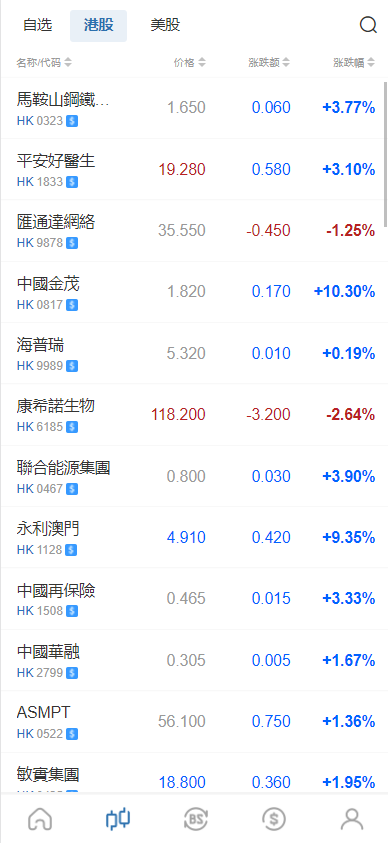 自选 港股 美股
名称/代码 价格 涨跌额 涨跌幅
馬鞍山鋼鐵... 1.650 0.060 +3.77%
HK 0323 $
平安好醫生 19.280 0.580 +3.10%
HK 1833 $
匯通達網絡 35.550 -0.450 -1.25%
HK 9878 $
中國金茂 1.820 0.170 +10.30%
HK 0817 $
海普瑞 5.320 0.010 +0.19%
HK 9989 $
康希諾生物 118.200 -3.200 -2.64%
HK 6185 $
聯合能源集團 0.800 0.030 +3.90%
HK 0467 $
永利澳門 4.910 0.420 +9.35%
HK 1128 $
中國再保險 0.465 0.015 +3.33%
HK 1508 $
中國華融 0.305 0.005 +1.67%
HK 2799 $
ASMPT 56.100 0.750 +1.36%
HK 0522 $
敏實集團 18.800 0.360 +1.95%
BS $